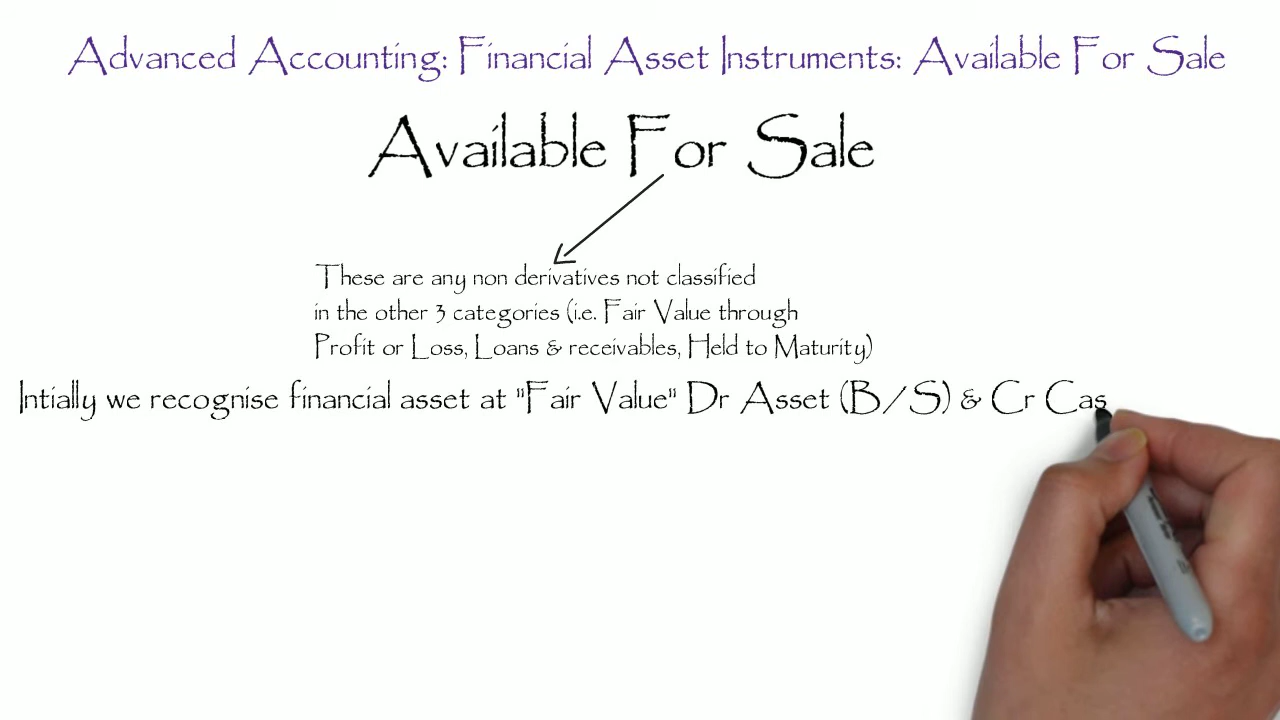 Advanced Accounting: Financial Asset Instruments: Available For Sale
Available For Sale
These are any non derivatives not classified
in the other 3 categories (i.e. Fair Value through
Profit or Loss, Loans & receivables, Held to Maturity)
Intially we recognise financial asset at "Fair Value" Dr Asset (B/S) & Cr Cas